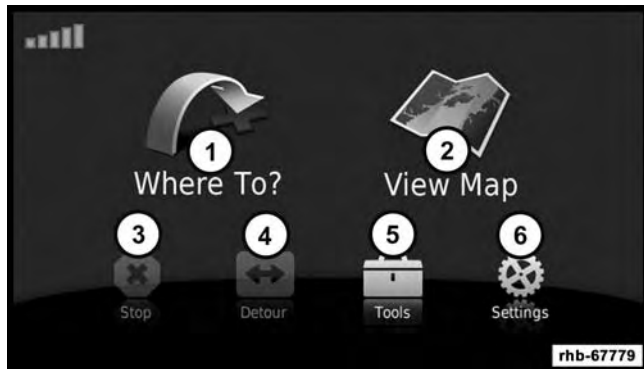 1
2
Where To?
View Map
3
4
5
6
Stop
Detour
Tools
Settings
rhb-67779